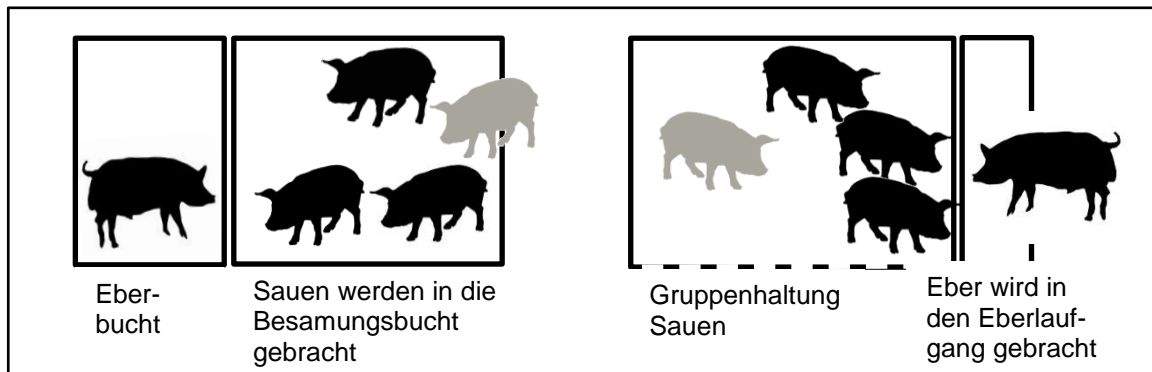 Eber-
bucht
Sauen werden in die
Besamungsbucht
gebracht
Gruppenhaltung
Sauen
Eber wird in
den Eberlauf-
gang gebracht